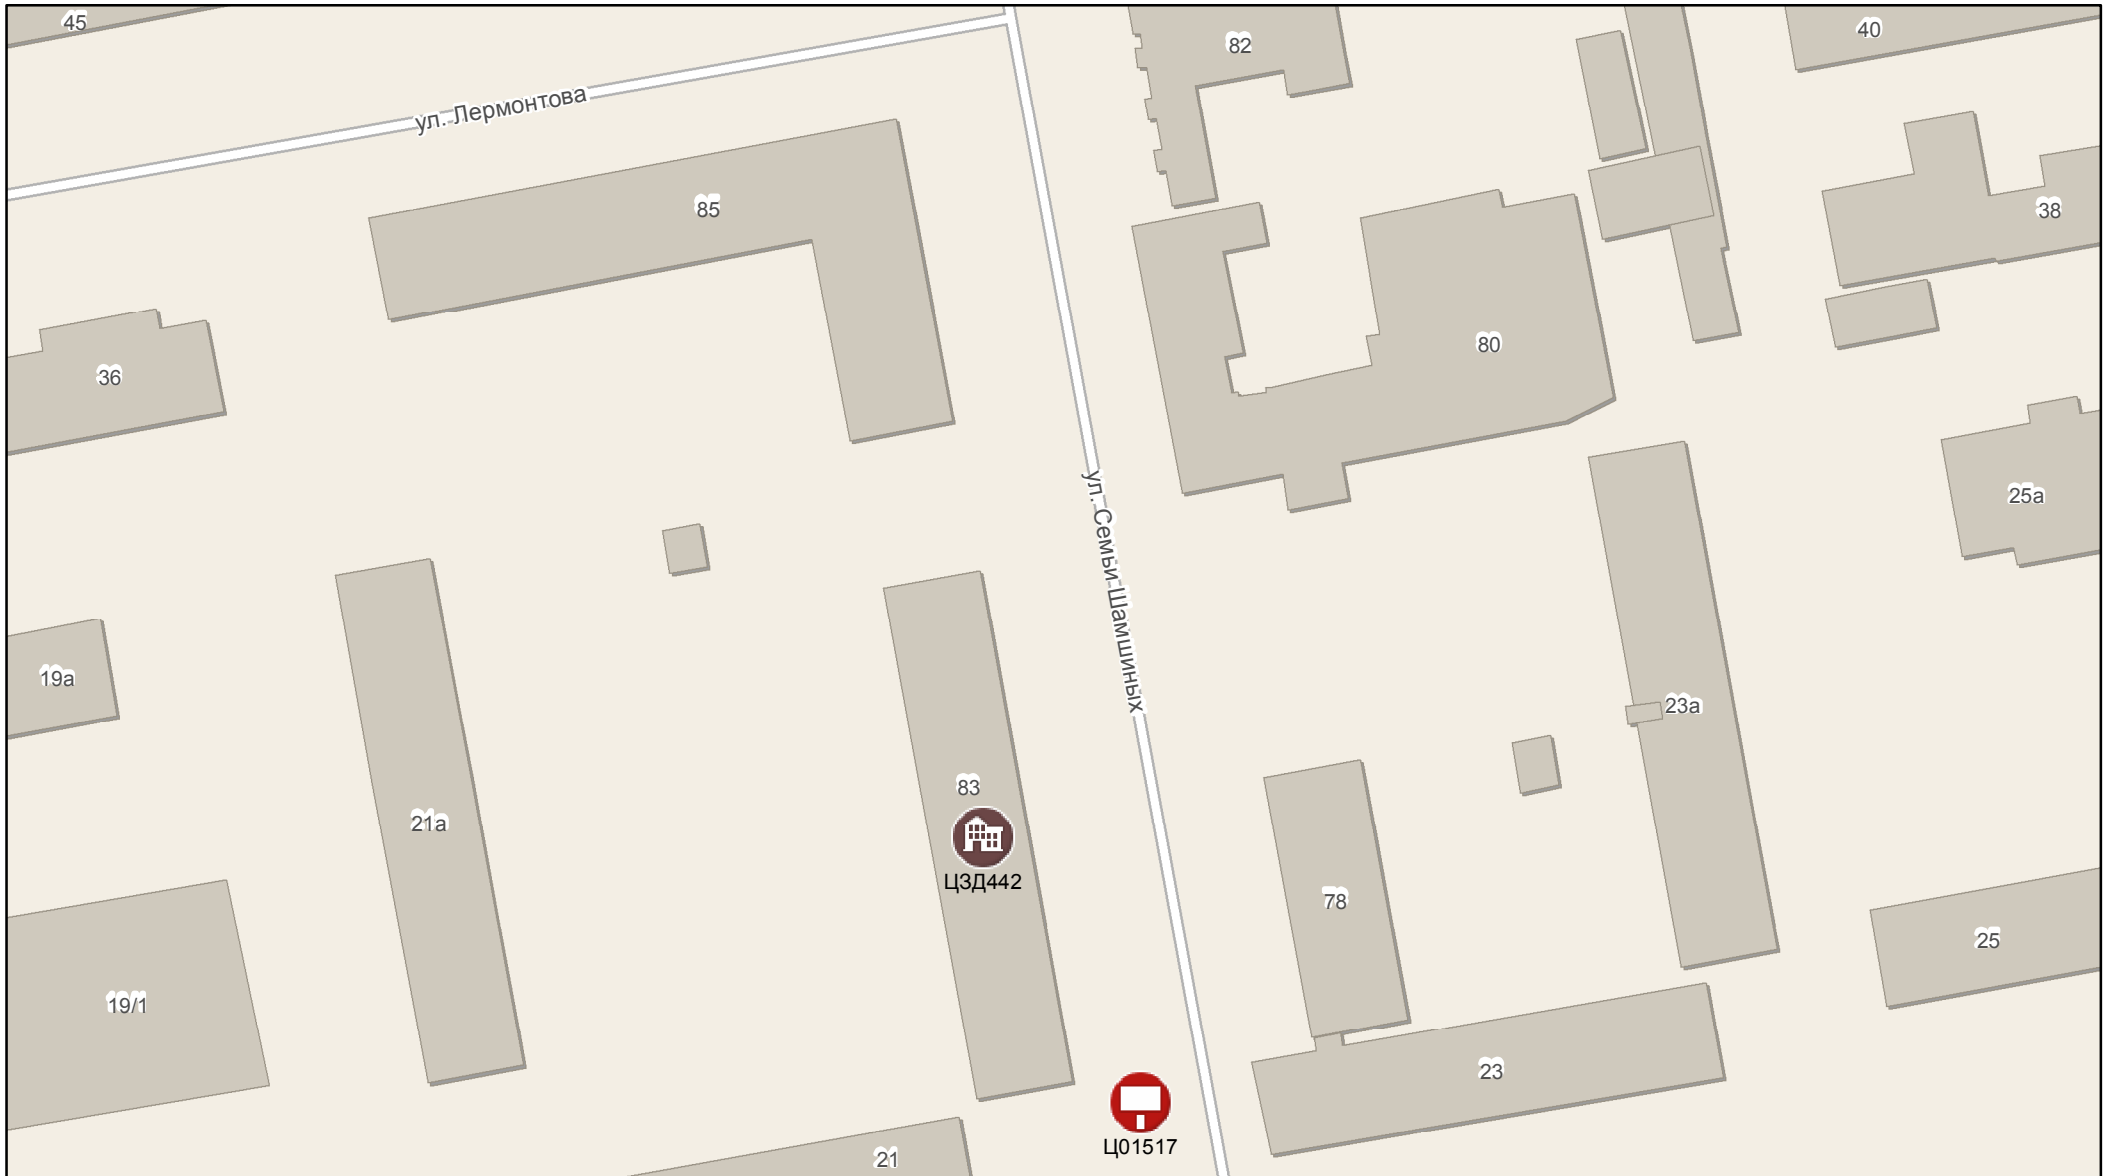 45
82
40
ул. Лермонтова
85
38
80
36
25а
ул. Семьи Шамшиных
19а
23а
83
21а
ЦЗД442
78
25
19/1
23
Ц01517
21